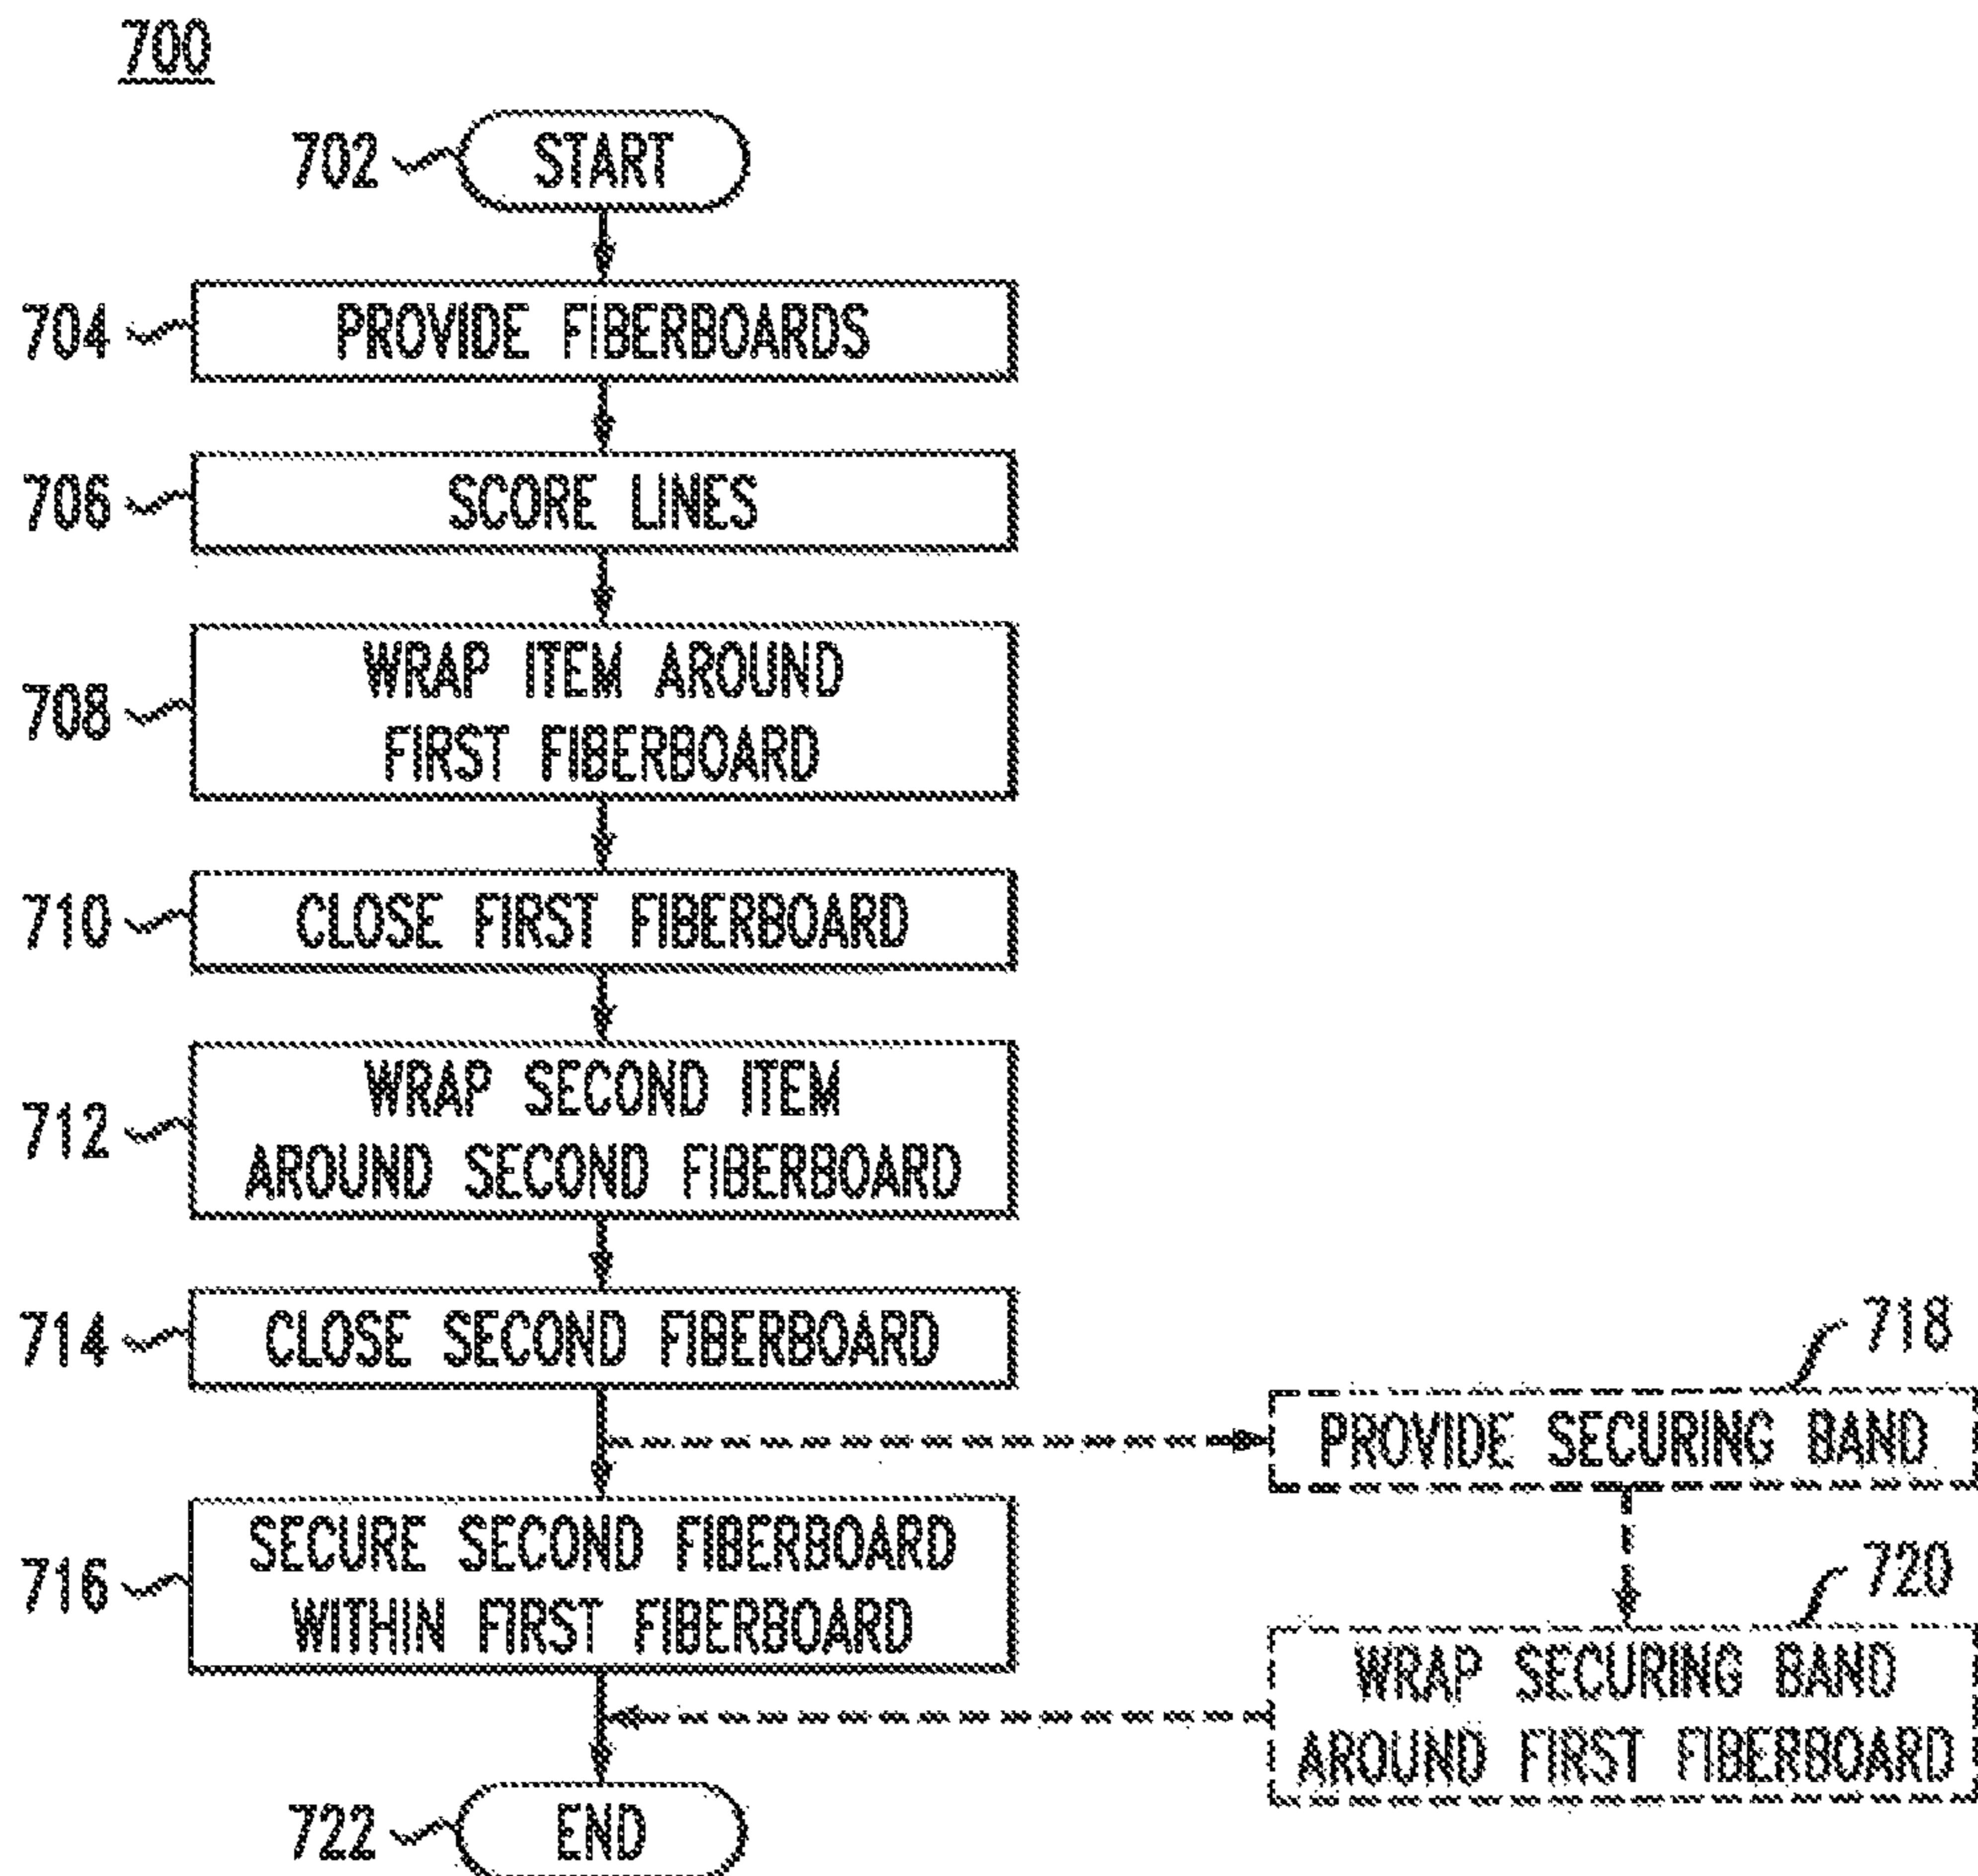 700
702
START
704
PROVIDE FIBERBOARDS
706
SCORE LINES
708
WRAP ITEM AROUND
FIRST FIBERBOARD
710
CLOSE FIRST FIBERBOARD
712
WRAP SECOND ITEM
AROUND SECOND FIBERBOARD
714
CLOSE SECOND FIBERBOARD
716
SECURE SECOND FIBERBOARD
WITHIN FIRST FIBERBOARD
718
PROVIDE SECURING BAND
720
WRAP SECURING BAND
AROUND FIRST FIBERBOARD
722
END